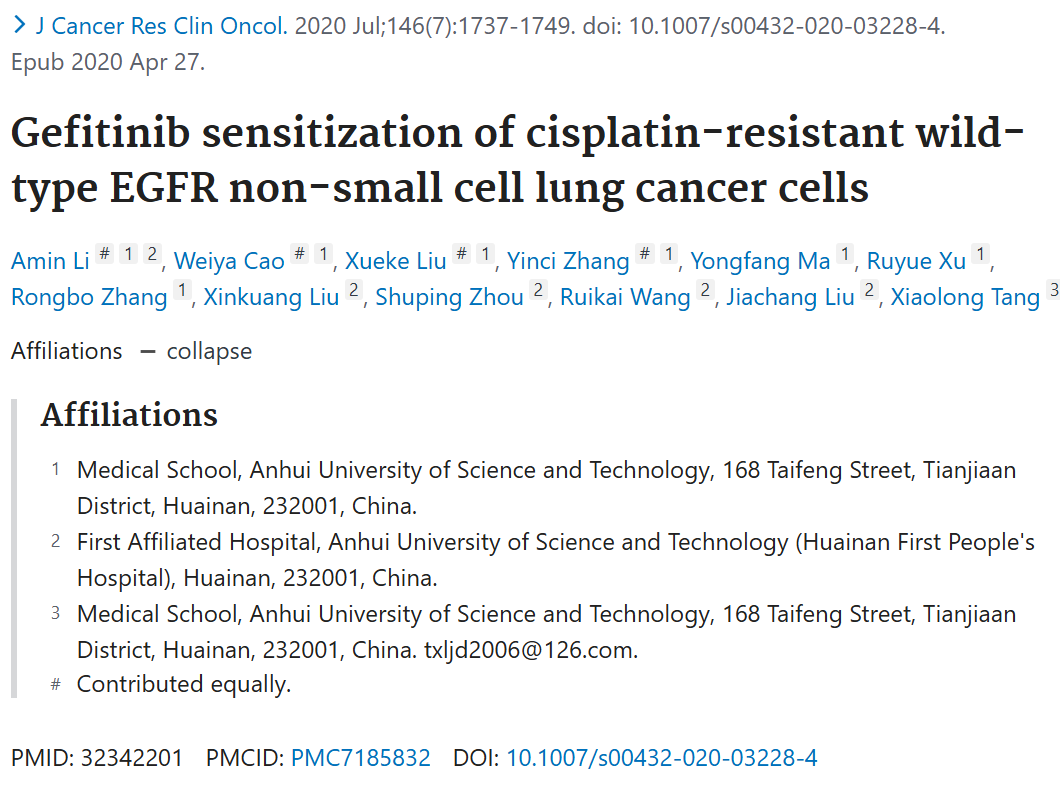 > J Cancer Res Clin Oncol. 2020 Jul;146(7):1737-1749. doi: 10.1007/s00432-020-03228-4.
Epub 2020 Apr 27.
Gefitinib sensitization of cisplatin-resistant wild-
type EGFR non-small cell lung cancer cells
Amin Li # 1 2, Weiya Cao # 1, Xueke Liu # 1, Yinci Zhang # 1, Yongfang Ma 1, Ruyue Xu 1,
Rongbo Zhang 1, Xinkuang Liu 2, Shuping Zhou 2, Ruikai Wang 2, Jiachang Liu 2, Xiaolong Tang 3
Affiliations — collapse
Affiliations
1 Medical School, Anhui University of Science and Technology, 168 Taifeng Street, Tianjiaan
District, Huainan, 232001, China.
2 First Affiliated Hospital, Anhui University of Science and Technology (Huainan First People's
Hospital), Huainan, 232001, China.
3 Medical School, Anhui University of Science and Technology, 168 Taifeng Street, Tianjiaan
District, Huainan, 232001, China. txljd2006@126.com.
# Contributed equally.
PMID: 32342201 PMCID: PMC7185832 DOI: 10.1007/s00432-020-03228-4